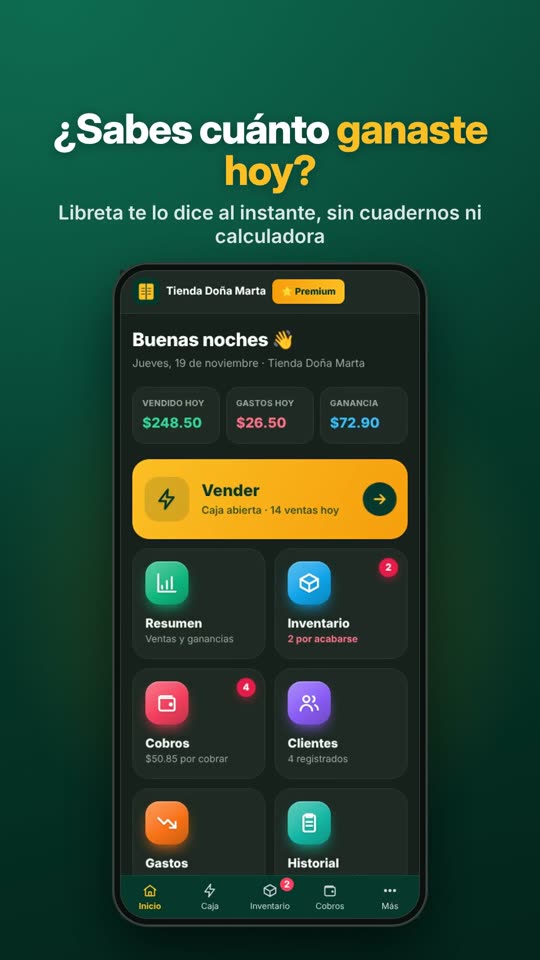 ¿Sabes cuánto ganaste
hoy?
Libreta te lo dice al instante, sin cuadernos ni
calculadora
Tienda Doña Marta
⭐ Premium
Buenas noches 👋
Jueves, 19 de noviembre · Tienda Doña Marta
VENDIDO HOY
$248.50
GASTOS HOY
$26.50
GANANCIA
$72.90
Vender
Caja abierta · 14 ventas hoy
Resumen
Ventas y ganancias
2
Inventario
2 por acabarse
4
Cobros
$50.85 por cobrar
Clientes
4 registrados
Gastos
Historial
Inicio
Caja
2
Inventario
Cobros
Más